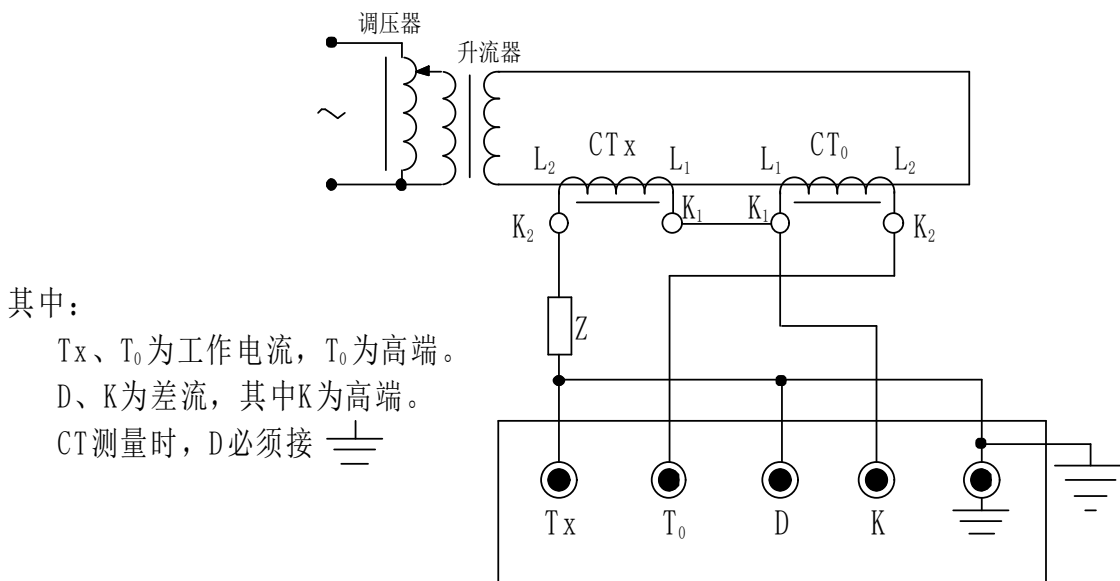 调压器
升流器
CTx
CT₀
L₂
L₁
L₁
L₂
K₂
K₁
K₁
K₂
Z
其中：
Tx、T₀为工作电流，T₀为高端。
D、K为差流，其中K为高端。
CT测量时，D必须接
Tx
T₀
D
K